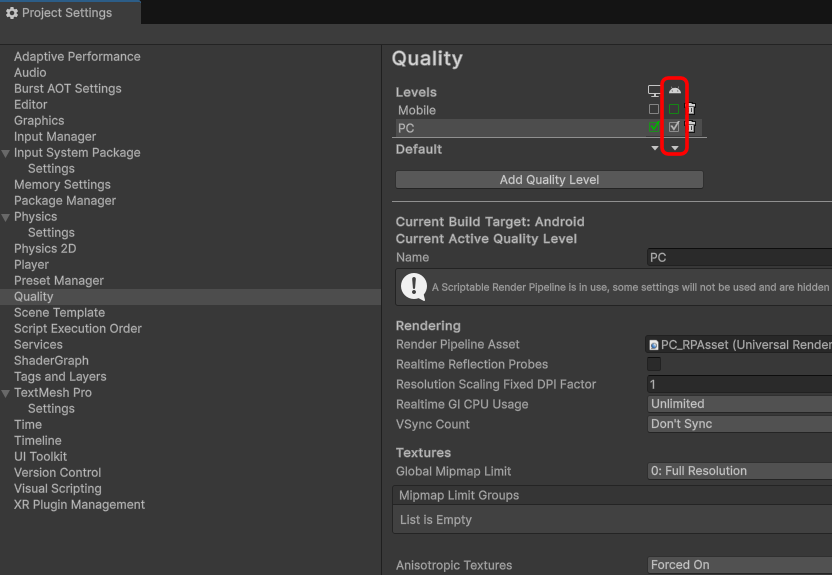 Project Settings
Adaptive Performance
Audio
Burst AOT Settings
Editor
Graphics
Input Manager
Input System Package
Settings
Memory Settings
Package Manager
Physics
Settings
Physics 2D
Player
Preset Manager
Quality
Scene Template
Script Execution Order
Services
ShaderGraph
Tags and Layers
TextMesh Pro
Settings
Time
Timeline
UI Toolkit
Version Control
Visual Scripting
XR Plugin Management
Quality
Levels
Mobile
PC
Default
Add Quality Level
Current Build Target: Android
Current Active Quality Level
Name PC
A Scriptable Render Pipeline is in use, some settings will not be used and are hidden
Rendering
Render Pipeline Asset PC_RPAsset (Universal Render
Realtime Reflection Probes
Resolution Scaling Fixed DPI Factor 1
Realtime GI CPU Usage Unlimited
VSync Count Don't Sync
Textures
Global Mipmap Limit 0: Full Resolution
Mipmap Limit Groups
List is Empty
Anisotropic Textures Forced On